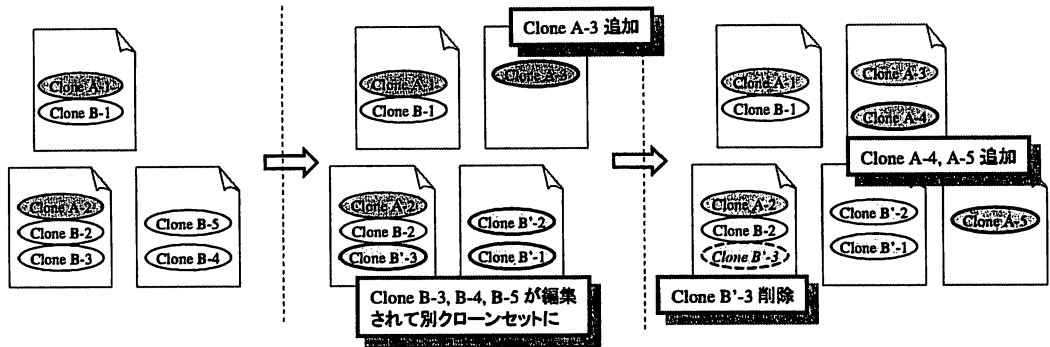 Clone A-1
Clone B-1
Clone A-2
Clone B-2
Clone B-3
Clone B-5
Clone B-4
Clone A-3 追加
Clone A-1
Clone B-1
Clone A-3
Clone A-2
Clone B-2
Clone B'-3
Clone B'-2
Clone B'-1
Clone B-3, B-4, B-5 が編集
されて別クローンセットに
Clone A-1
Clone B-1
Clone A-3
Clone A-4
Clone A-4, A-5 追加
Clone A-2
Clone B-2
Clone B'-3
Clone B'-2
Clone B'-1
Clone A-5
Clone B'-3 削除